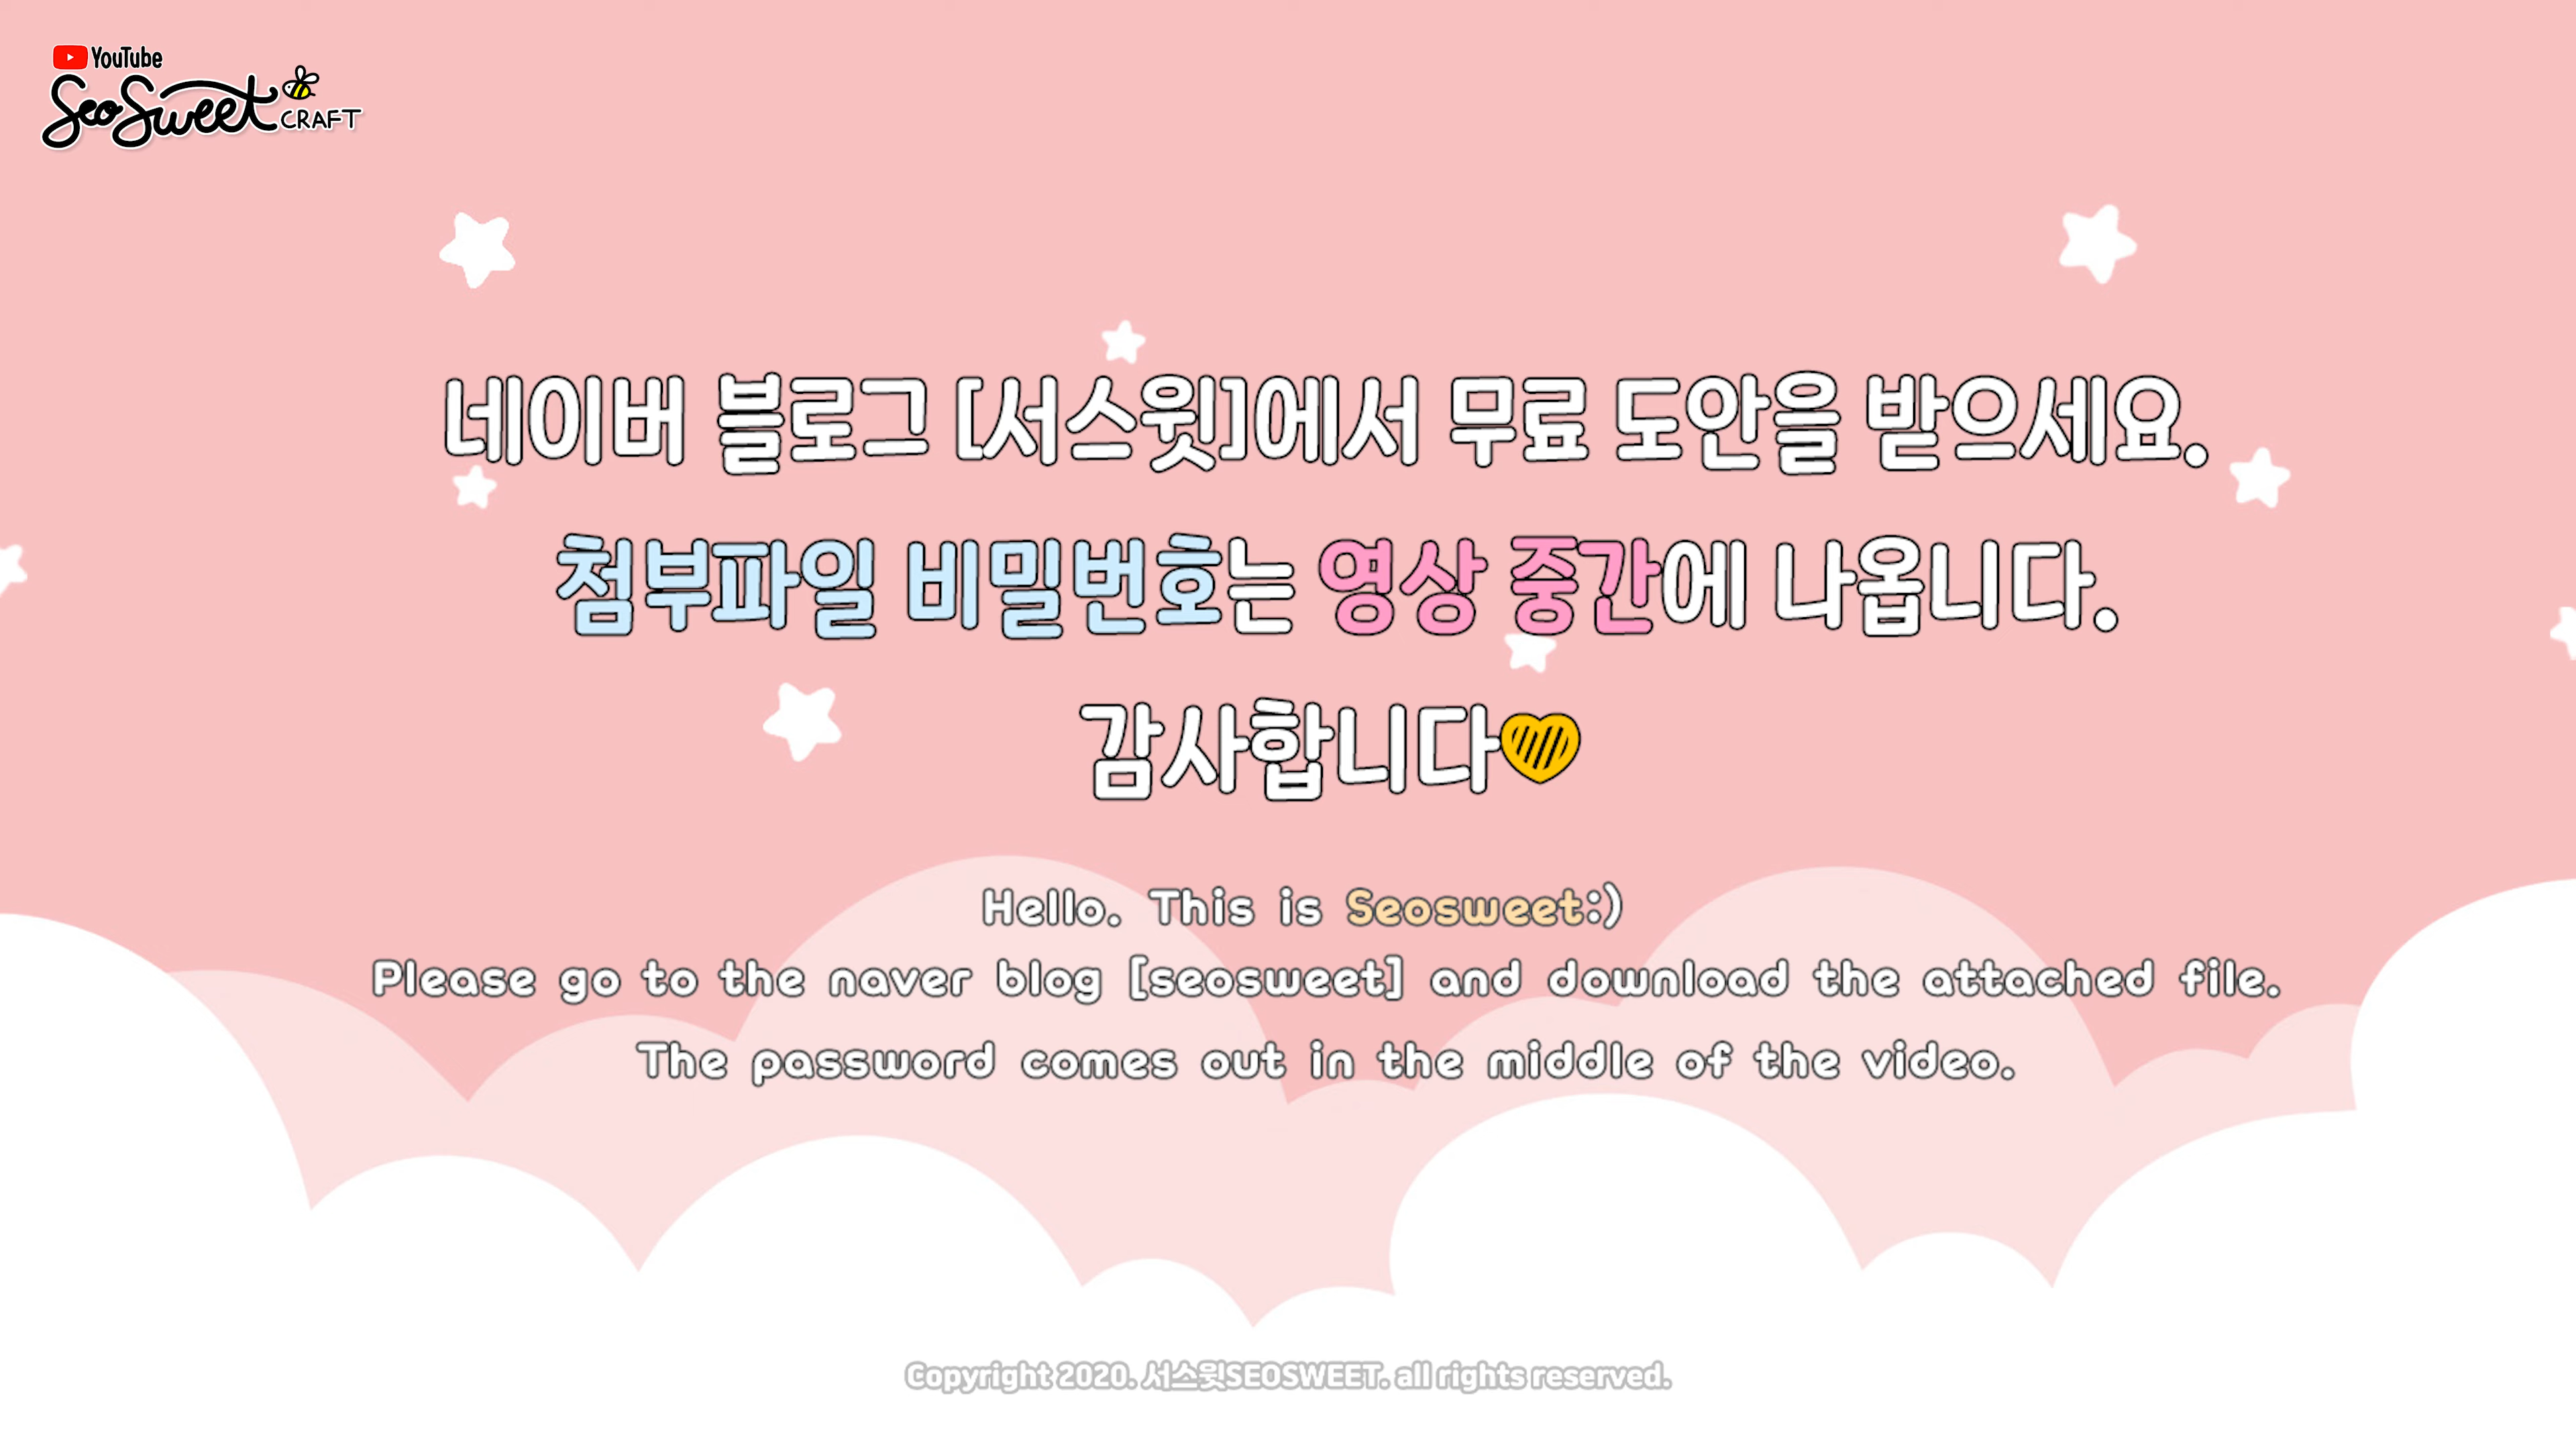 YouTube
SeoSweet CRAFT
네이버 블로그 [서스윗]에서 무료 도안을 받으세요.
첨부파일 비밀번호는 영상 중간에 나옵니다.
감사합니다
Hello. This is Seosweet:)
Please go to the naver blog [seosweet] and download the attached file.
The password comes out in the middle of the video.
Copyright 2020. 서스윗SEOSWEET. all rights reserved.